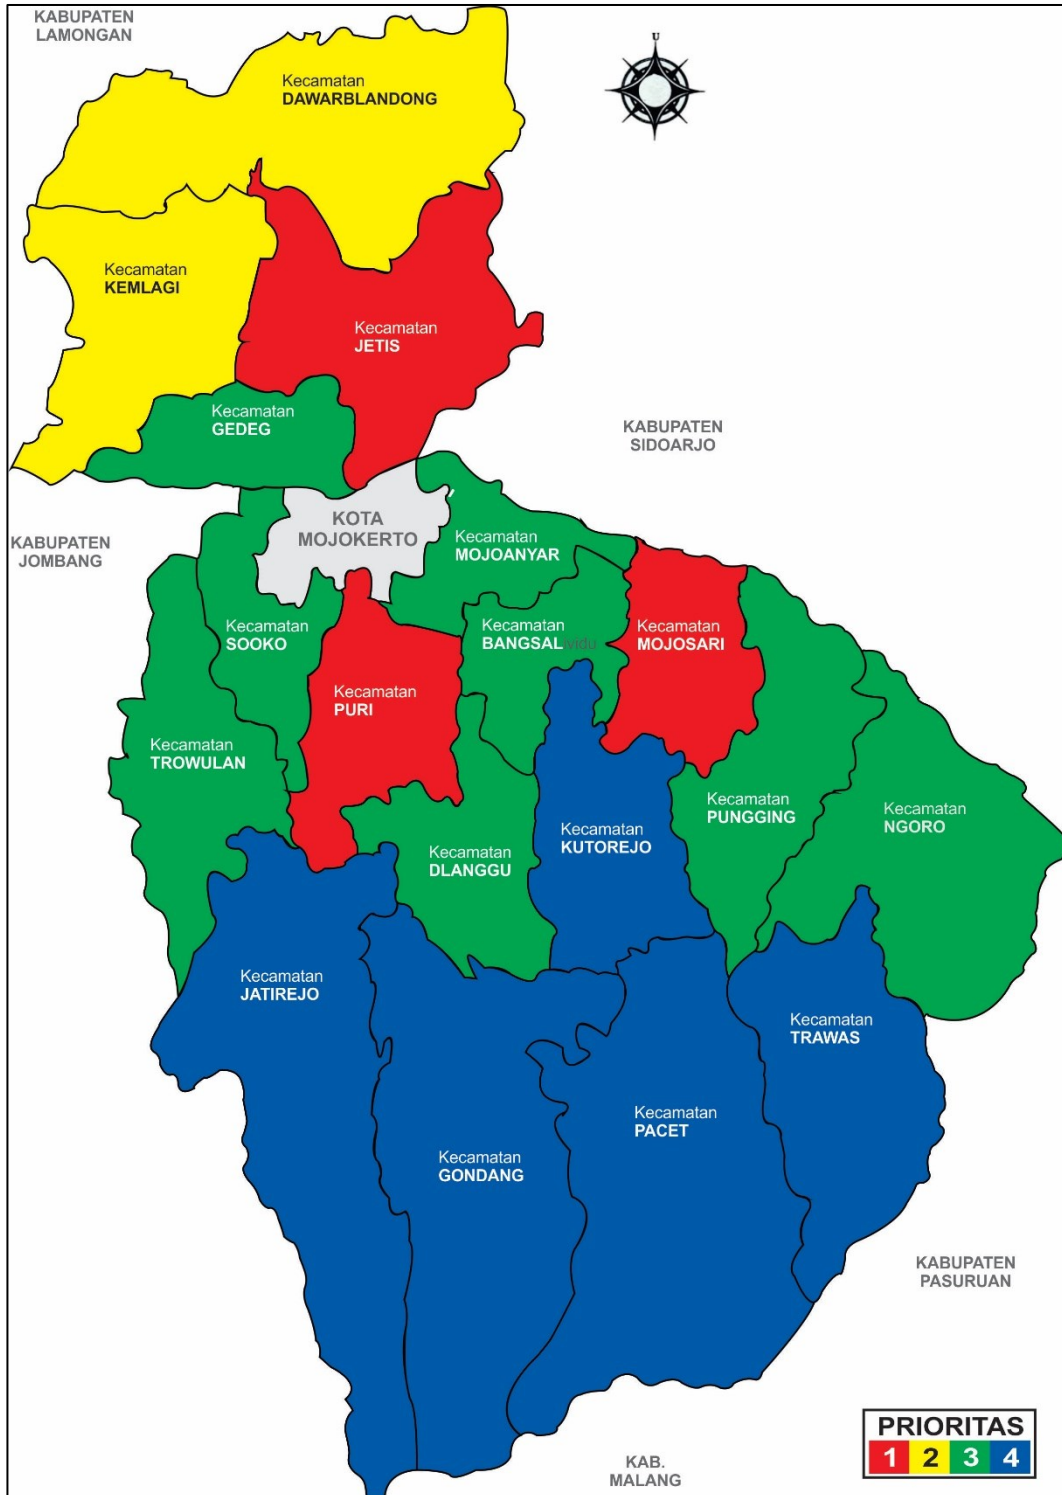 KABUPATEN
LAMONGAN
U
Kecamatan
DAWARBLANDONG
Kecamatan
KEMLAGI
Kecamatan
JETIS
Kecamatan
GEDEG
KABUPATEN
SIDOARJO
KOTA
MOJOKERTO
KABUPATEN
JOMBANG
Kecamatan
MOJOANYAR
Kecamatan
SOOKO
Kecamatan
BANGSAL
ividu
Kecamatan
MOJOSARI
Kecamatan
PURI
Kecamatan
TROWULAN
Kecamatan
PUNGGING
Kecamatan
NGORO
Kecamatan
KUTOREJO
Kecamatan
DLANGGU
Kecamatan
JATIREJO
Kecamatan
TRAWAS
Kecamatan
PACET
Kecamatan
GONDANG
KABUPATEN
PASURUAN
KAB.
MALANG
PRIORITAS
1 2 3 4